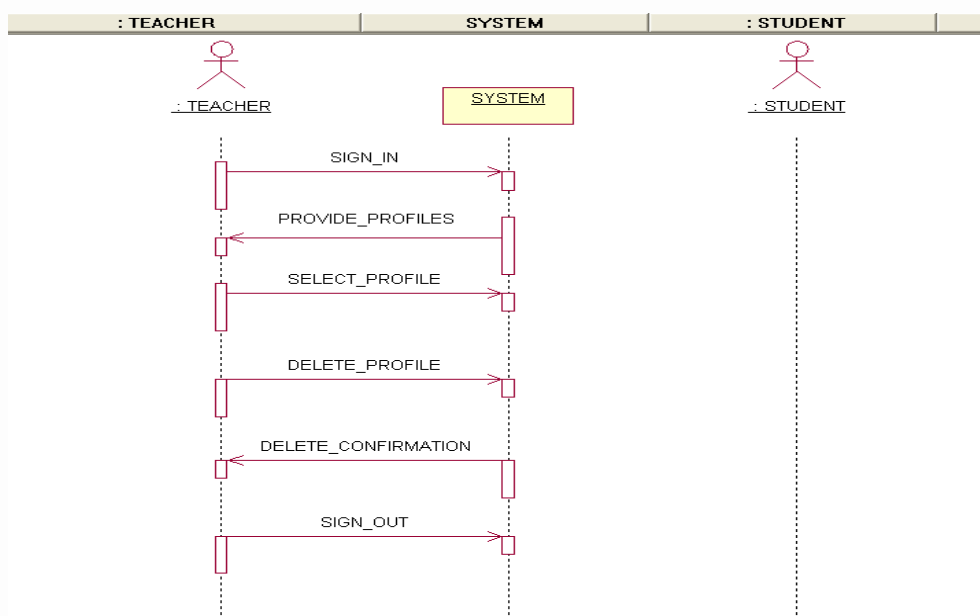 : TEACHER SYSTEM : STUDENT
: TEACHER SYSTEM : STUDENT
SIGN_IN
PROVIDE_PROFILES
SELECT_PROFILE
DELETE_PROFILE
DELETE_CONFIRMATION
SIGN_OUT